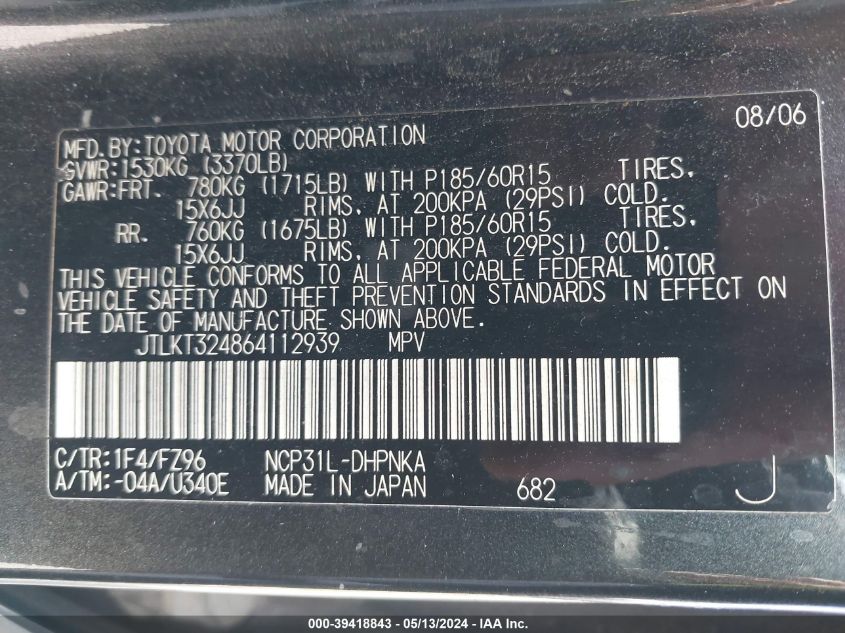 08/06
MFD.BY:TOYOTA MOTOR CORPORATION
GVWR:1530KG (3370LB)
GAWR:FRT. 780KG (1715LB) WITH P185/60R15 TIRES,
15X6JJ RIMS, AT 200KPA (29PSI) COLD.
RR. 760KG (1675LB) WITH P185/60R15 TIRES,
15X6JJ RIMS, AT 200KPA (29PSI) COLD.
THIS VEHICLE CONFORMS TO ALL APPLICABLE FEDERAL MOTOR
VEHICLE SAFETY AND THEFT PREVENTION STANDARDS IN EFFECT ON
THE DATE OF MANUFACTURE SHOWN ABOVE.
JTLKT324864112939 MPV
C/TR:1F4/FZ96 NCP31L-DHPNKA
A/TM:-04A/U340E MADE IN JAPAN 682 J
000-39418843 / 05/13/2024 - IAA Inc.